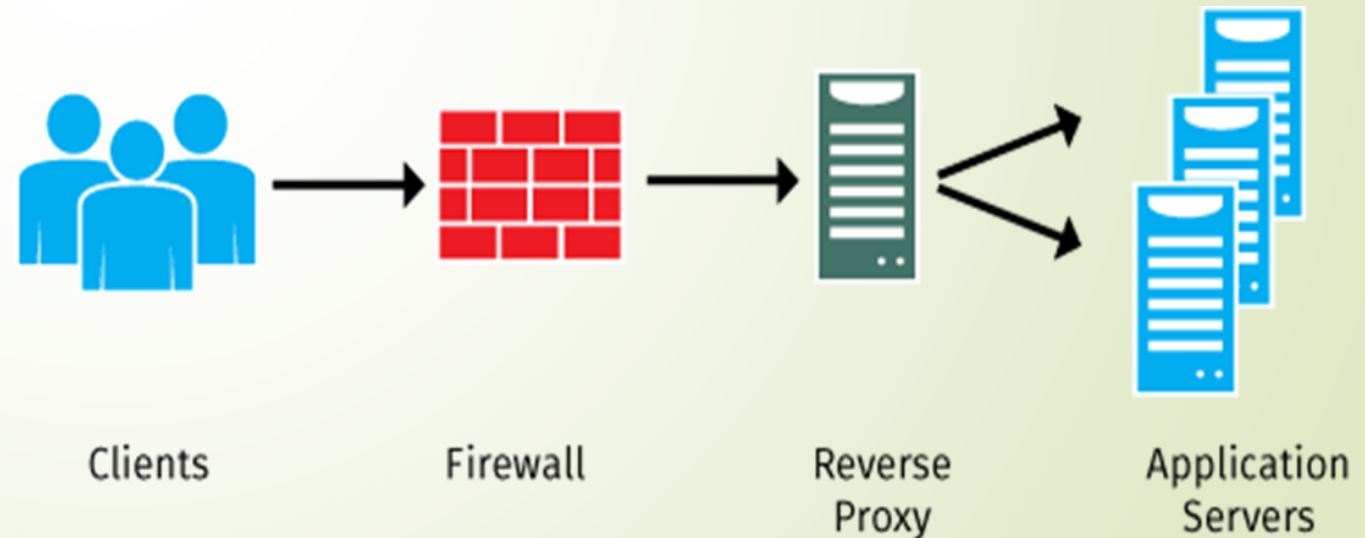 Clients
Firewall
Reverse
Proxy
Application
Servers